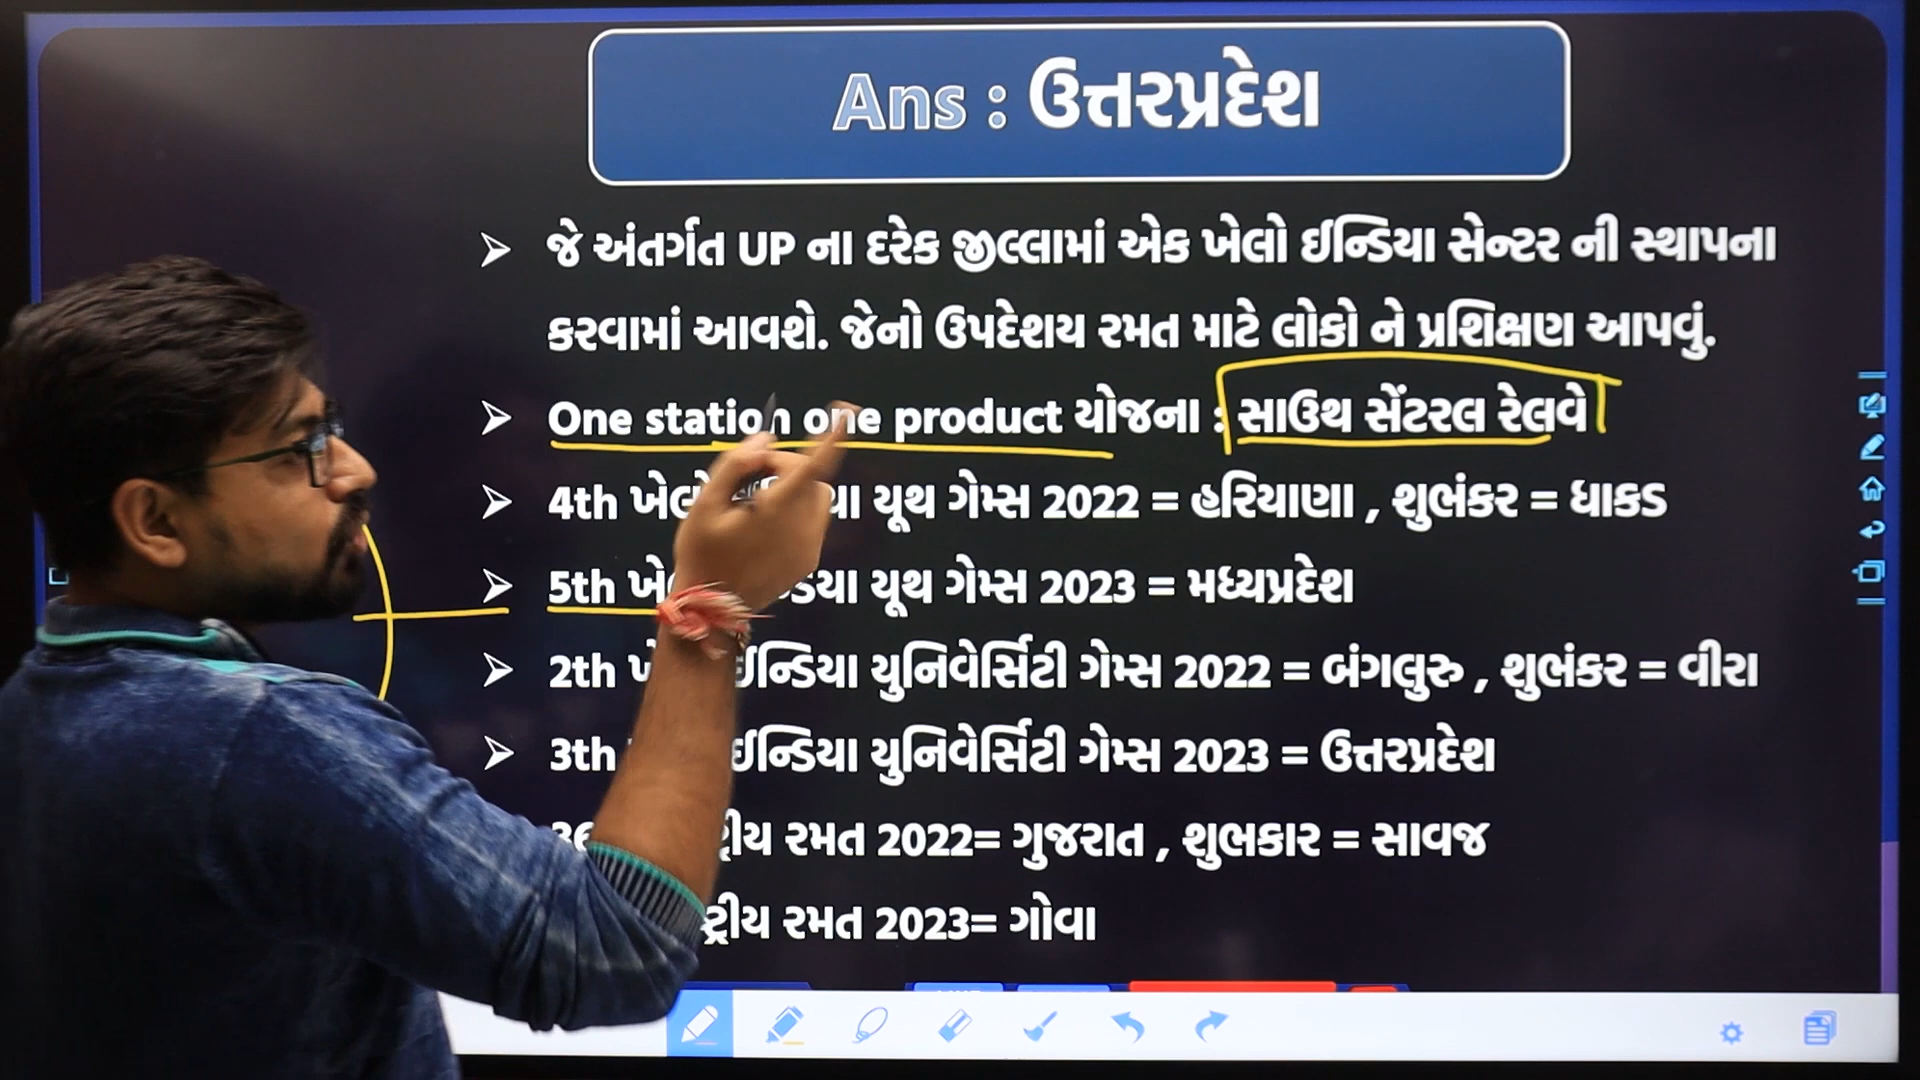 Ans : ઉત્તરપ્રદેશ
જે અંતર્ગત UP ના દરેક જીલ્લામાં એક ખેલો ઈન્ડિયા સેન્ટર ની સ્થાપના
કરવામાં આવશે. જેનો ઉપદેશય રમત માટે લોકો ને પ્રશિક્ષણ આપવું.
One station one product યોજના : સાઉથ સેંટરલ રેલવે
4th યૂથ ગેમ્સ 2022 = હરિયાણા , શુભંકર = ધાકડ
5th યૂથ ગેમ્સ 2023 = મધ્યપ્રદેશ
2th ઈન્ડિયા યુનિવેર્સિટી ગેમ્સ 2022 = બંગલુરુ , શુભંકર = વીરા
3th ઈન્ડિયા યુનિવેર્સિટી ગેમ્સ 2023 = ઉત્તરપ્રદેશ
રમત 2022= ગુજરાત , શુભકાર = સાવજ
રમત 2023= ગોવા